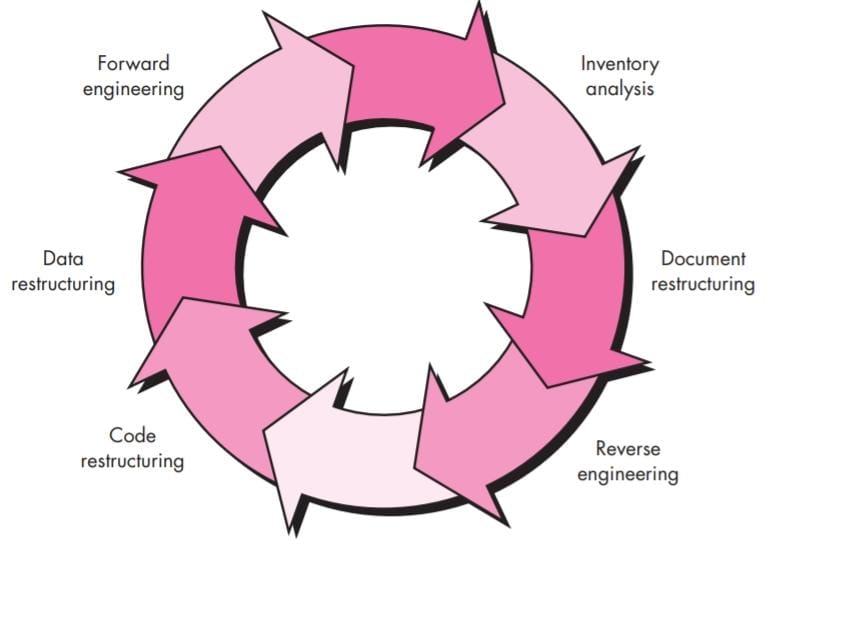 Forward
engineering
Inventory
analysis
Data
restructuring
Document
restructuring
Code
restructuring
Reverse
engineering